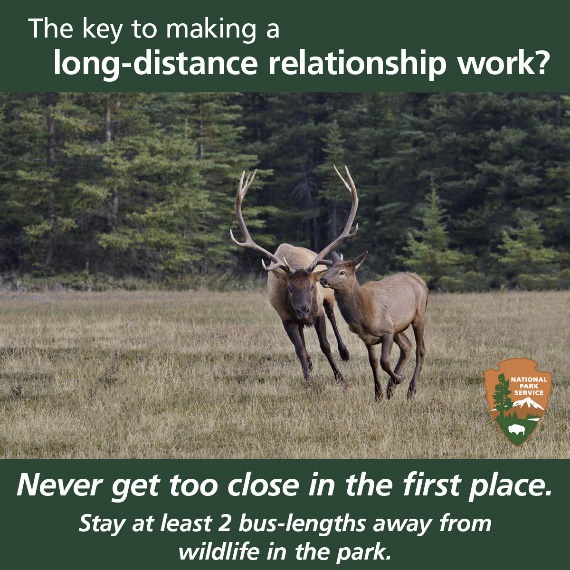 The key to making a
long-distance relationship work?
NATIONAL
PARK
SERVICE
Never get too close in the first place.
Stay at least 2 bus-lengths away from
wildlife in the park.